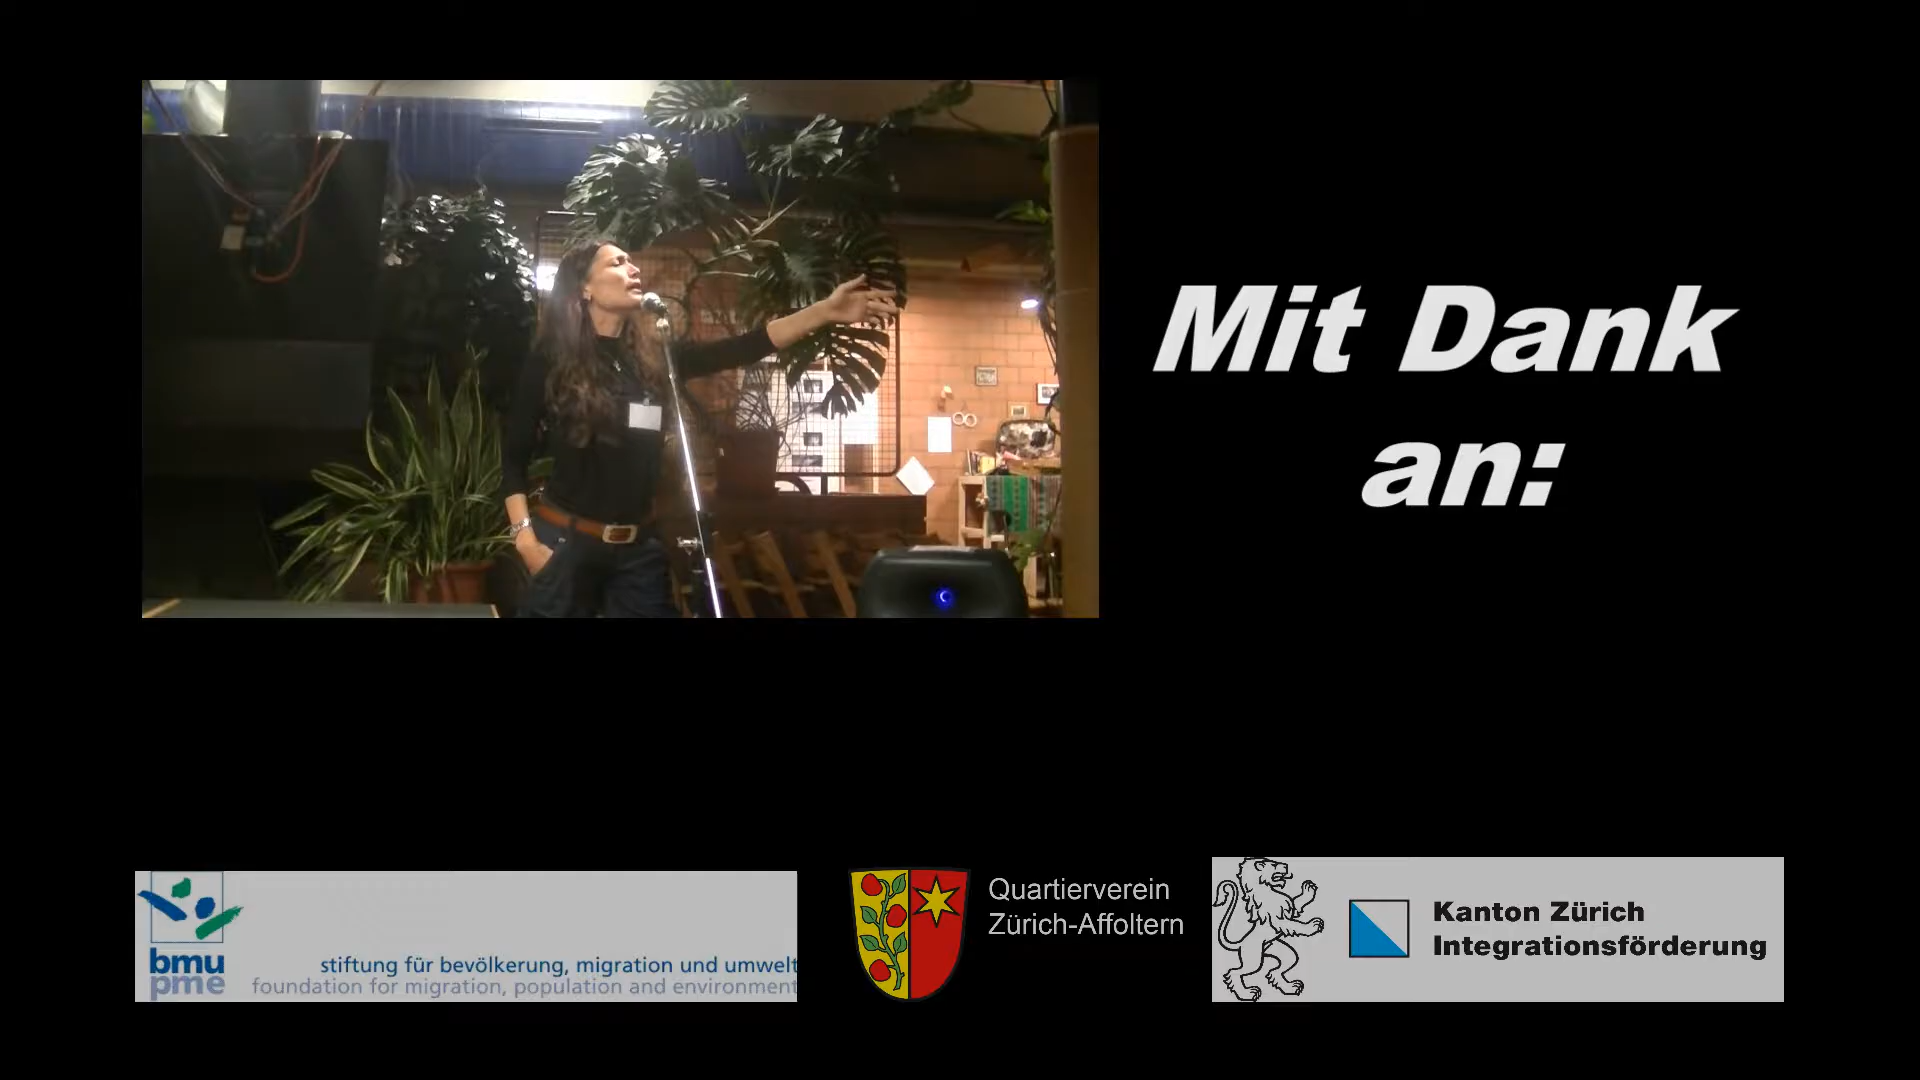 Mit Dank
an:
bmu
pme
stiftung für bevölkerung, migration und umwelt
foundation for migration, population and environment
Quartierverein
Zürich-Affoltern
Kanton Zürich
Integrationsförderung